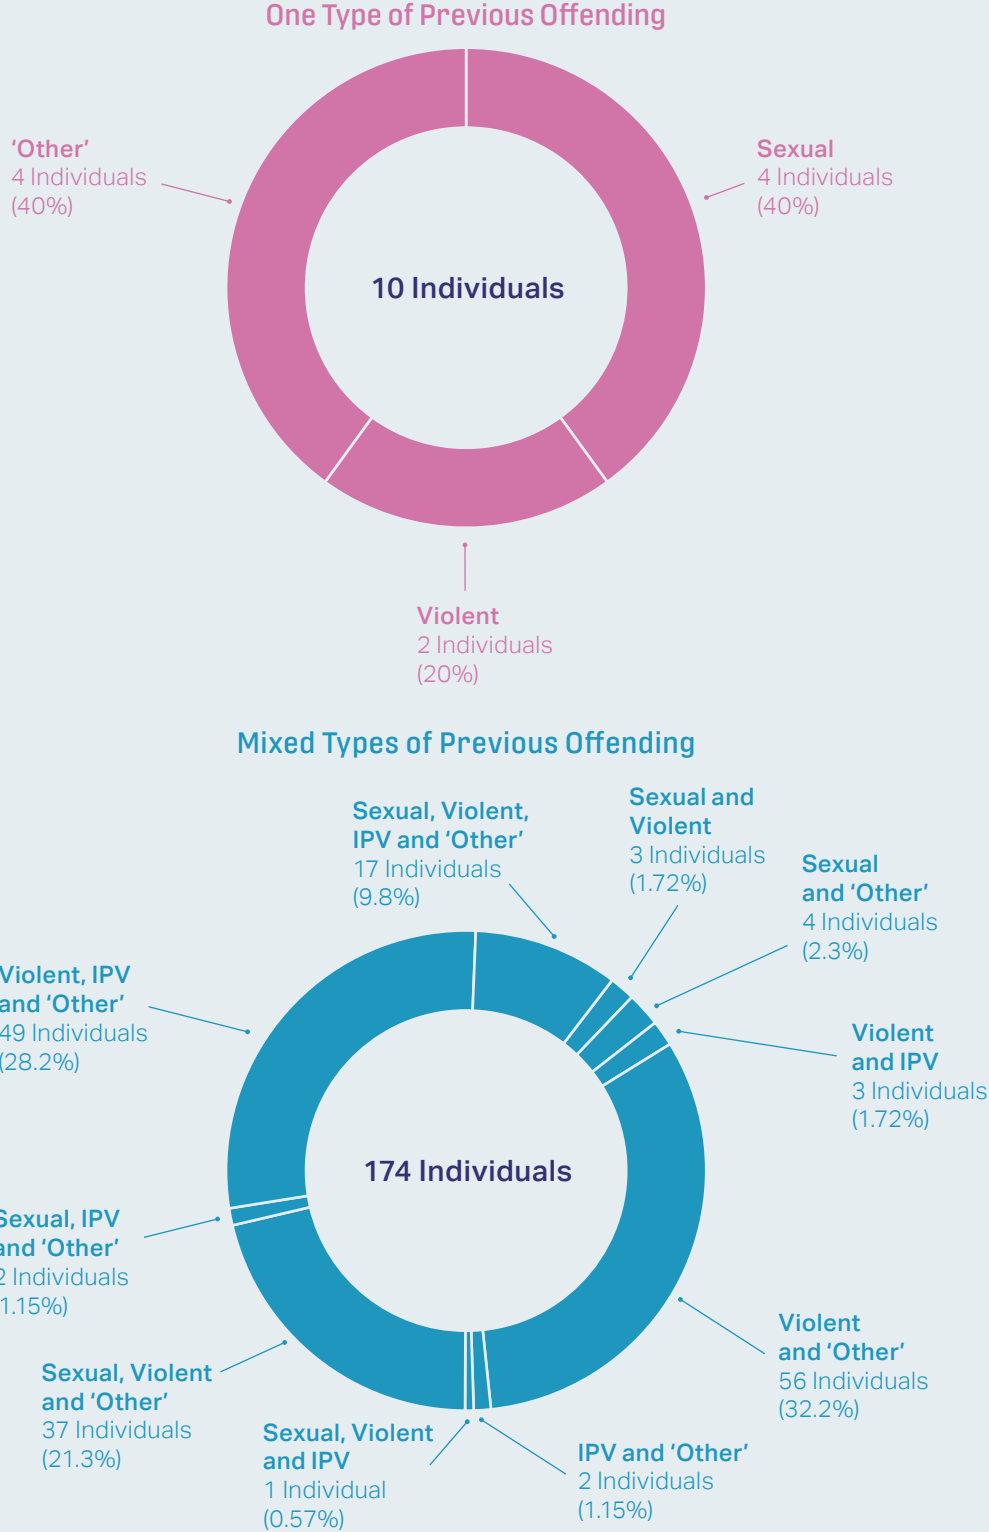 One Type of Previous Offending
‘Other’
4 Individuals
(40%)
Sexual
4 Individuals
(40%)
10 Individuals
Violent
2 Individuals
(20%)
Mixed Types of Previous Offending
Sexual, Violent,
IPV and ‘Other’
17 Individuals
(9.8%)
Sexual and
Violent
3 Individuals
(1.72%)
Sexual
and ‘Other’
4 Individuals
(2.3%)
Violent, IPV
and ‘Other’
49 Individuals
(28.2%)
Violent
and IPV
3 Individuals
(1.72%)
174 Individuals
Sexual, IPV
and ‘Other’
2 Individuals
1.15%)
Violent
and ‘Other’
56 Individuals
(32.2%)
Sexual, Violent
and ‘Other’
37 Individuals
(21.3%)
Sexual, Violent
and IPV
1 Individual
(0.57%)
IPV and ‘Other’
2 Individuals
(1.15%)